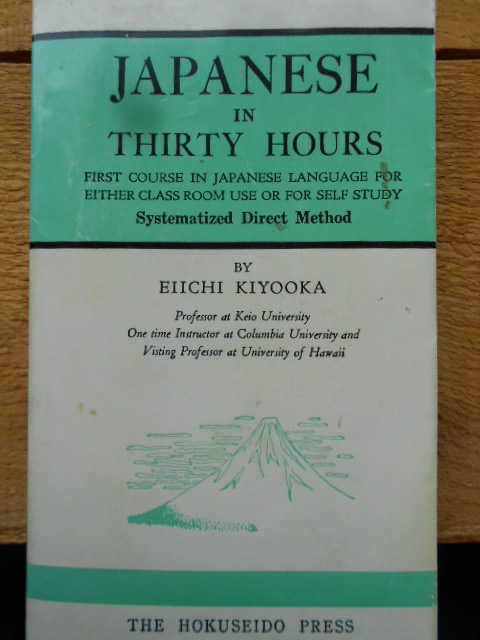 JAPANESE
IN
THIRTY HOURS
FIRST COURSE IN JAPANESE LANGUAGE FOR
EITHER CLASS ROOM USE OR FOR SELF STUDY
Systematized Direct Method
BY
EIICHI KIYOOKA
Professor at Keio University
One time Instructor at Columbia University and
Visting Professor at University of Hawaii
THE HOKUSEIDO PRESS